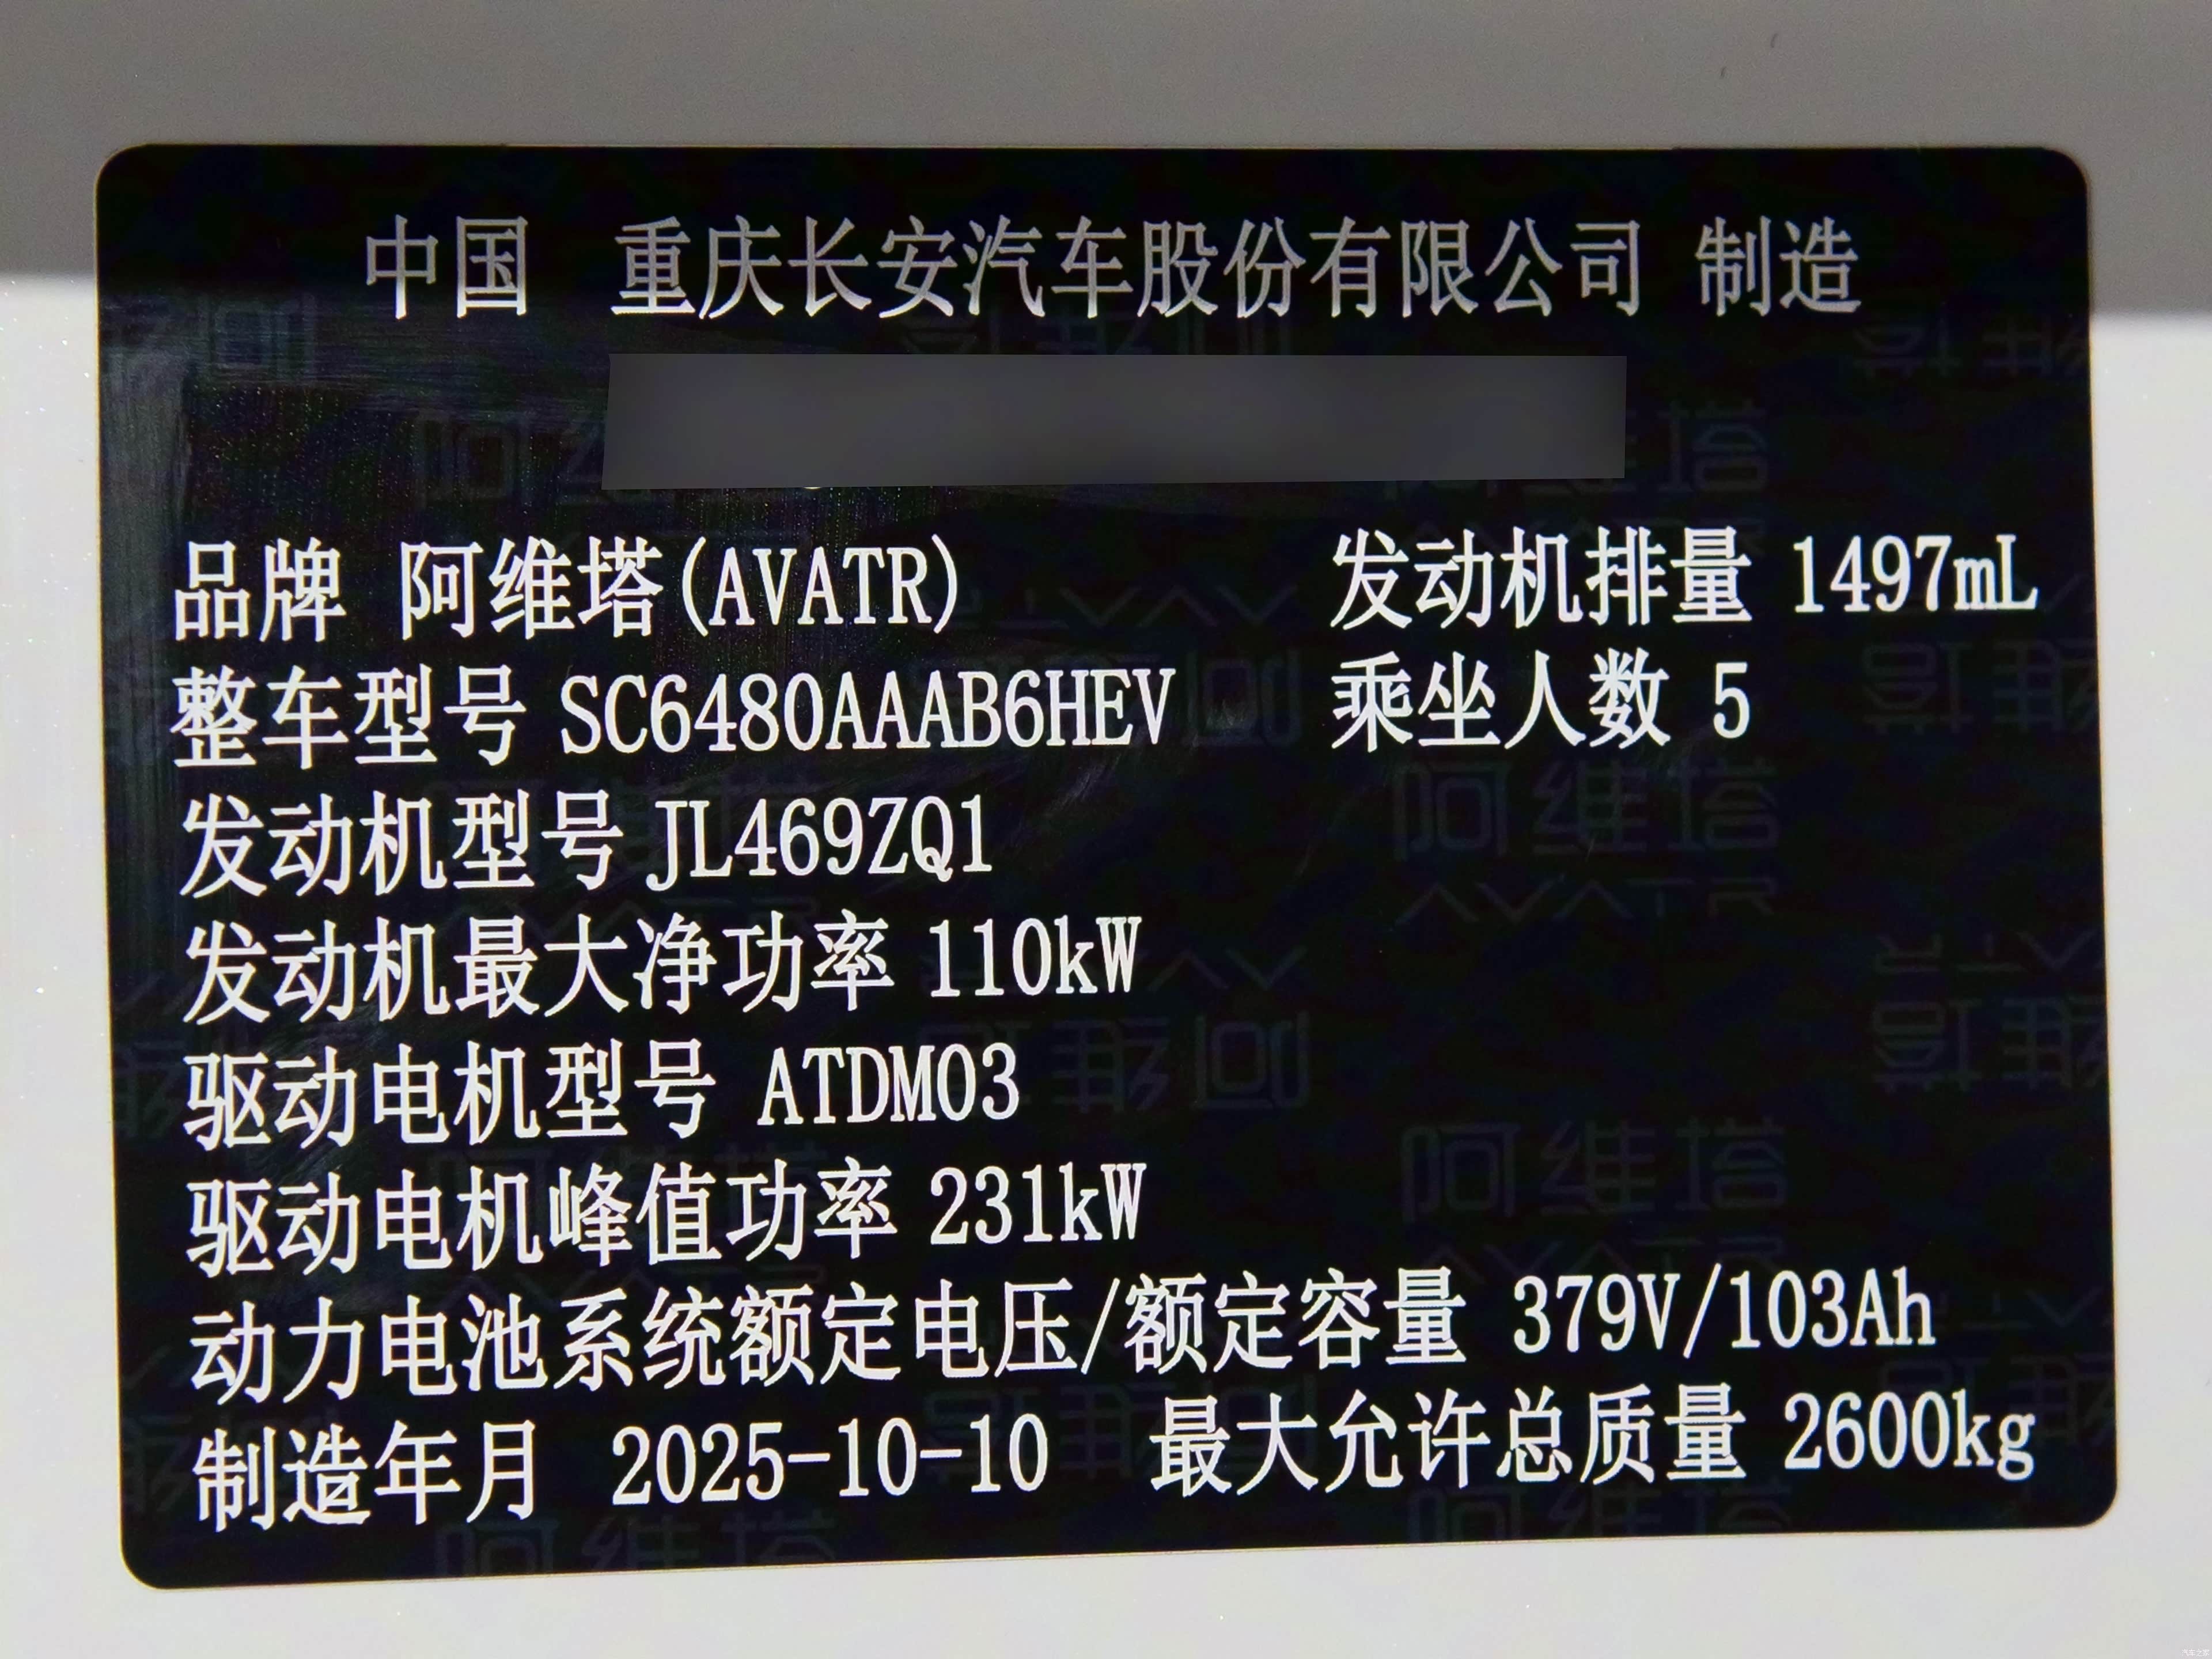 中国 重庆长安汽车股份有限公司 制造
品牌 阿维塔(AVATR) 发动机排量 1497mL
整车型号 SC6480AAAB6HEV 乘坐人数 5
发动机型号 JL469ZQ1
发动机最大净功率 110kW
驱动电机型号 ATDM03
驱动电机峰值功率 231kW
动力电池系统额定电压/额定容量 379V/103Ah
制造年月 2025-10-10 最大允许总质量 2600kg